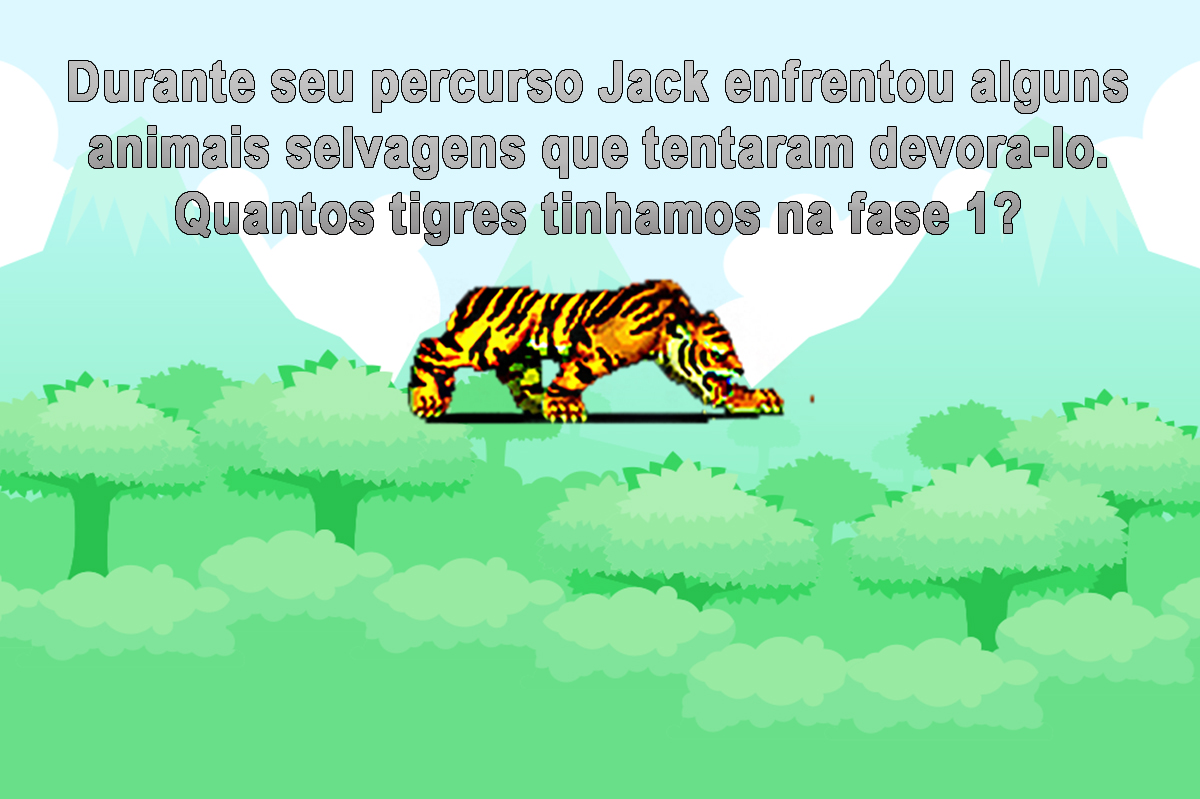 Durante seu percurso Jack enfrentou alguns
animais selvagens que tentaram devora-lo.
Quantos tigres tinhamos na fase 1?